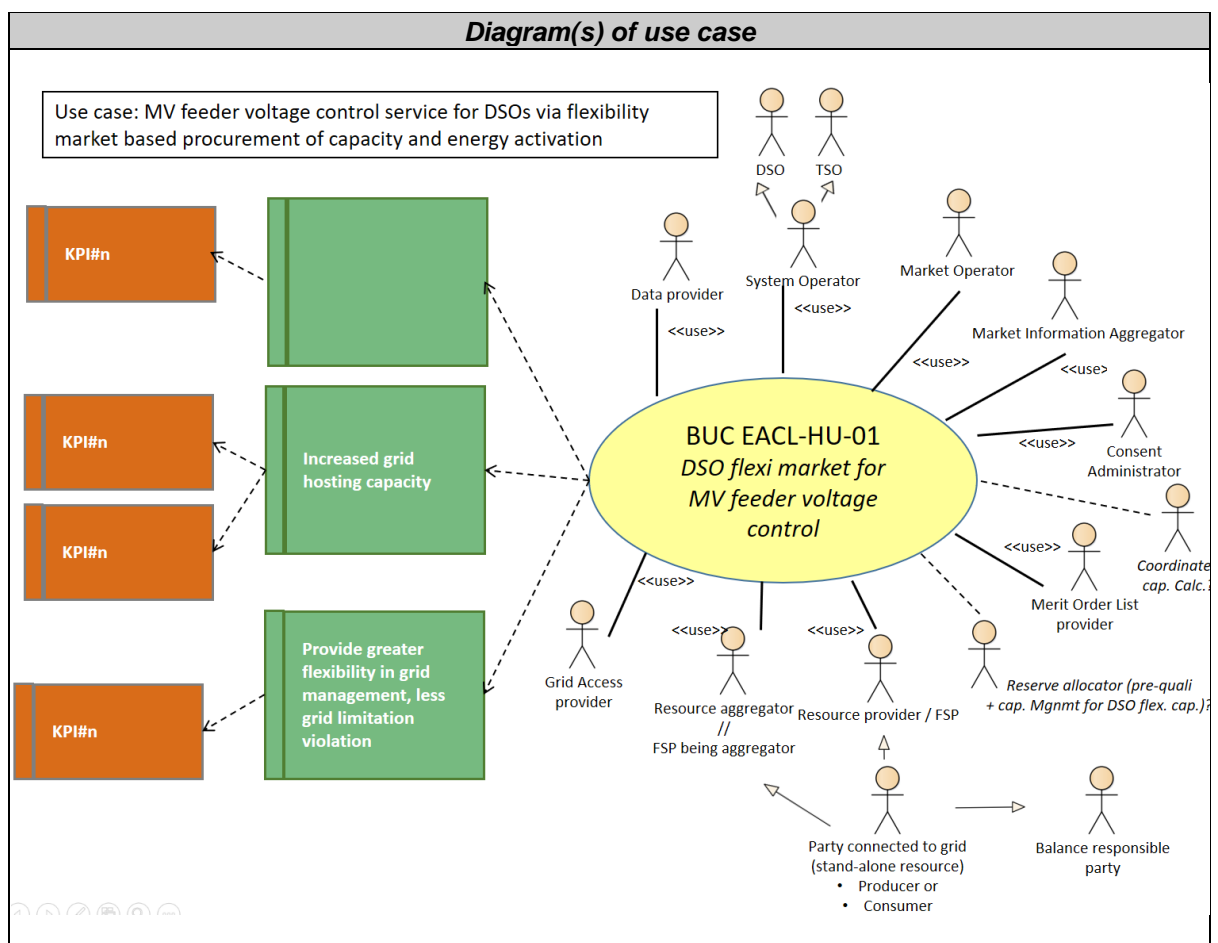 Diagram(s) of use case
Use case: MV feeder voltage control service for DSOs via flexibility
market based procurement of capacity and energy activation
DSO
TSO
System Operator
Data provider
Market Operator
Market Information Aggregator
<<use>>
<<use>>
<<use>>
<<use>
<<use>>
Consent
Administrator
KPI#n
KPI#n
KPI#n
KPI#n
Increased grid
hosting capacity
Provide greater
flexibility in grid
management, less
grid limitation
violation
BUC EACL-HU-01
DSO flexi market for
MV feeder voltage
control
Coordinate
cap. Calc.?
<<use>>
Merit Order List
provider
<<use>>
<<use>>
<<use>>
Grid Access
provider
Resource aggregator
//
FSP being aggregator
Resource provider / FSP
Reserve allocator (pre-quali
+ cap. Mgnmt for DSO flex. cap.)?
Party connected to grid
(stand-alone resource)
• Producer or
• Consumer
Balance responsible
party